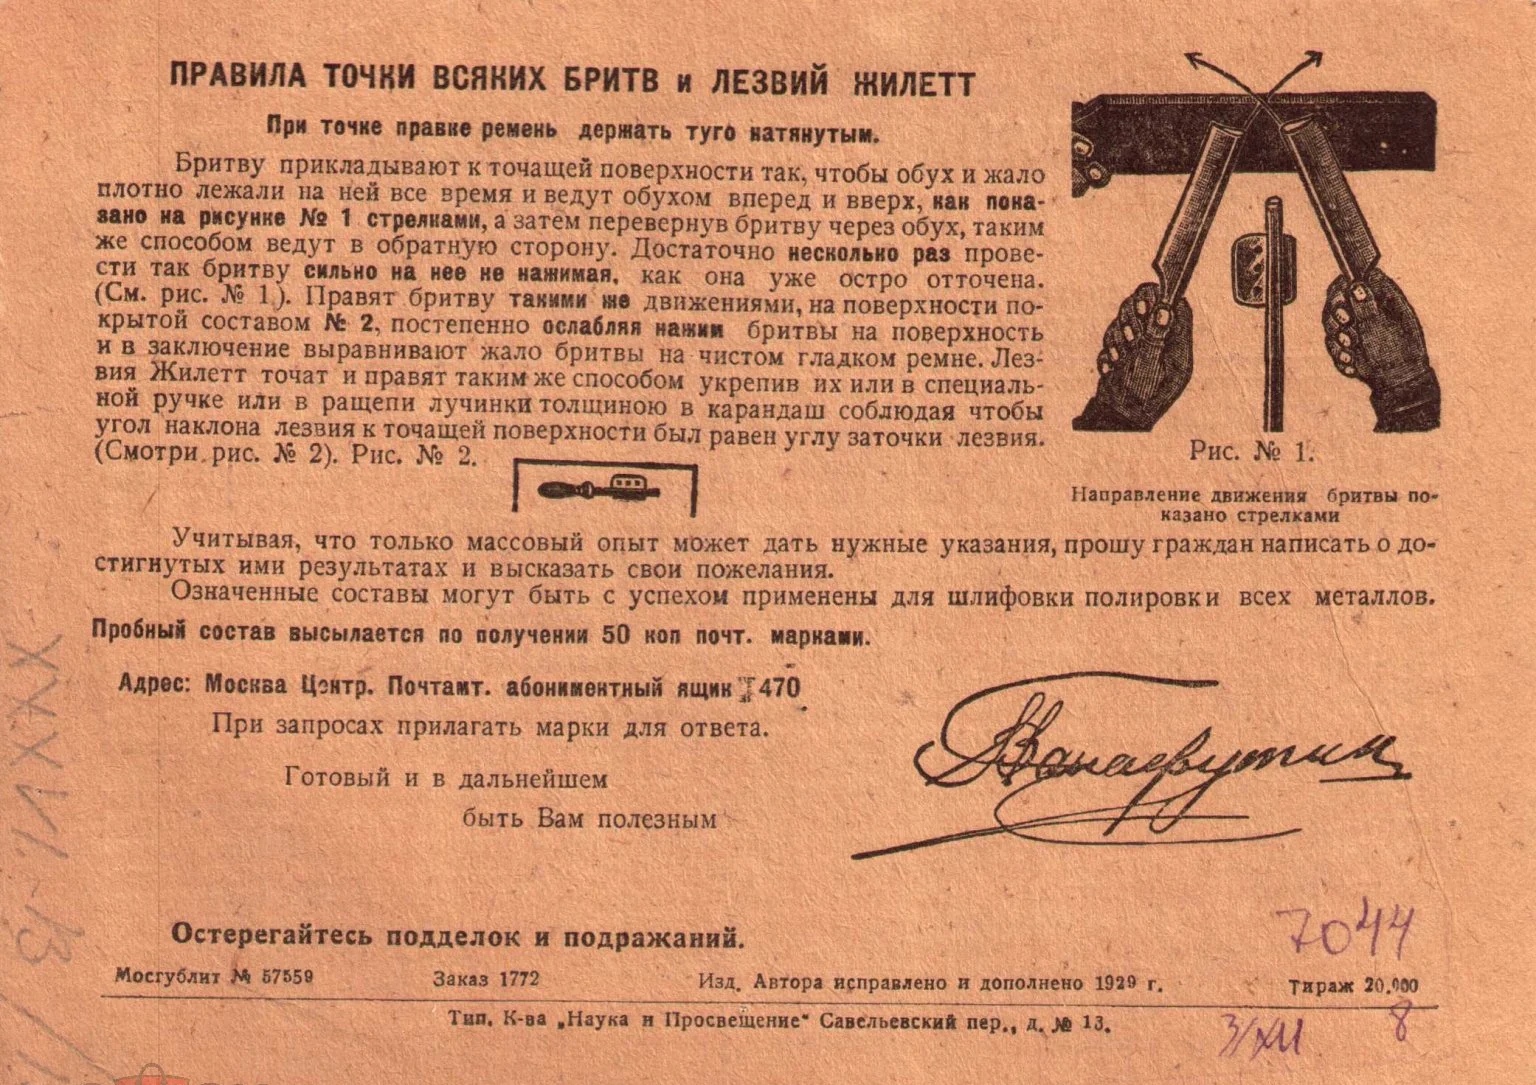 ПРАВИЛА ТОЧКИ ВСЯКИХ БРИТВ и ЛЕЗВИЙ ЖИЛЕТТ
При точке правке ремень держать туго натянутым.
Бритву прикладывают к точащей поверхности так, чтобы обух и жало
плотно лежали на ней все время и ведут обухом вперед и вверх, как пока-
зано на рисунке № 1 стрелками, а затем перевернув бритву через обух, таким
же способом ведут в обратную сторону. Достаточно несколько раз прове-
сти так бритву сильно на нее не нажимая, как она уже остро отточена.
(См. рис. № 1.). Правят бритву такими же движениями, на поверхности по-
крытой составом № 2, постепенно ослабляя нажим бритвы на поверхность
и в заключение выравнивают жало бритвы на чистом гладком ремне. Лез-
вия Жилетт точат и правят таким же способом укрепив их или в специаль-
ной ручке или в ращепи лучинки толщиною в карандаш соблюдая чтобы
угол наклона лезвия к точащей поверхности был равен углу заточки лезвия.
(Смотри рис. № 2). Рис. № 2.
Рис. № 1.
Направление движения бритвы по-
казано стрелками
Учитывая, что только массовый опыт может дать нужные указания, прошу граждан написать о до-
стигнутых ими результатах и высказать свои пожелания.
Означенные составы могут быть с успехом применены для шлифовки полировки всех металлов.
Пробный состав высылается по получении 50 коп почт. марками.
Адрес: Москва Центр. Почтамт. абониментный ящик 470
При запросах прилагать марки для ответа.
Готовый и в дальнейшем
быть Вам полезным
Остерегайтесь подделок и подражаний.
7044
Мосгублит № 57559 Заказ 1772 Изд. Автора исправлено и дополнено 1929 г. Тираж 20.000
Тип. К-ва „Наука и Просвещение" Савельевский пер., д. № 13.
3/XII 8